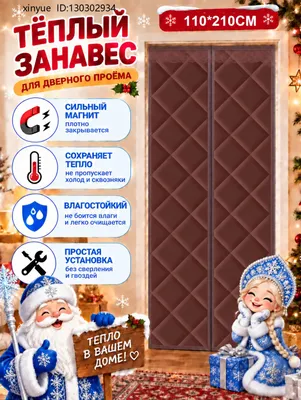 xinyue ID:130302934
ТЁПЛЫЙ
ЗАНАВЕС
ДЛЯ ДВЕРНОГО ПРОЁМА
110*210СМ
СИЛЬНЫЙ
МАГНИТ
плотно
закрывается
СОХРАНЯЕТ
ТЕПЛО
не пропускает
холод и сквозняки
ВЛАГОСТОЙКИЙ
не боится влаги
и легко очищается
ПРОСТАЯ
УСТАНОВКА
без сверления
и гвоздей
ТЕПЛО
В ВАШЕМ
ДОМЕ!